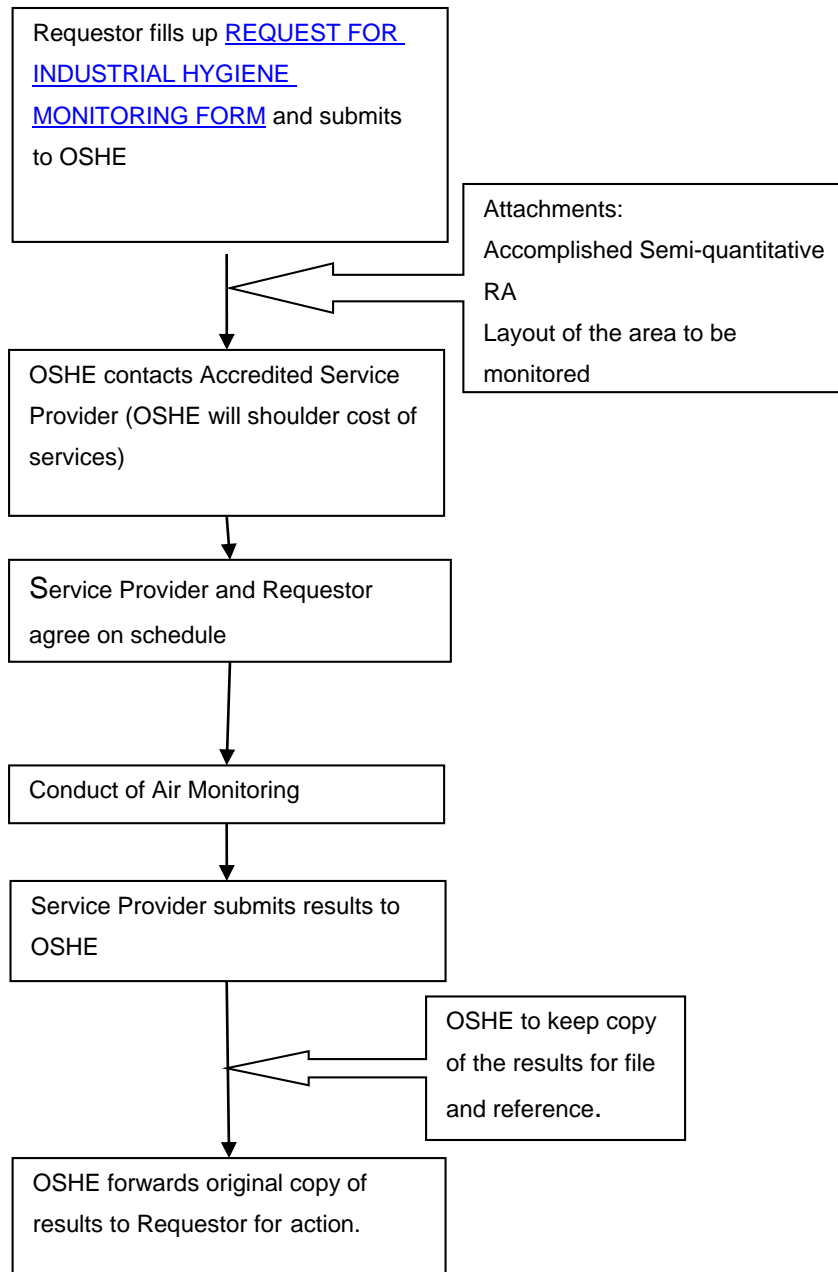 Requestor fills up REQUEST FOR
INDUSTRIAL HYGIENE
MONITORING FORM and submits
to OSHE
Attachments:
Accomplished Semi-quantitative
RA
Layout of the area to be
monitored
OSHE contacts Accredited Service
Provider (OSHE will shoulder cost of
services)
Service Provider and Requestor
agree on schedule
Conduct of Air Monitoring
Service Provider submits results to
OSHE
OSHE to keep copy
of the results for file
and reference.
OSHE forwards original copy of
results to Requestor for action.